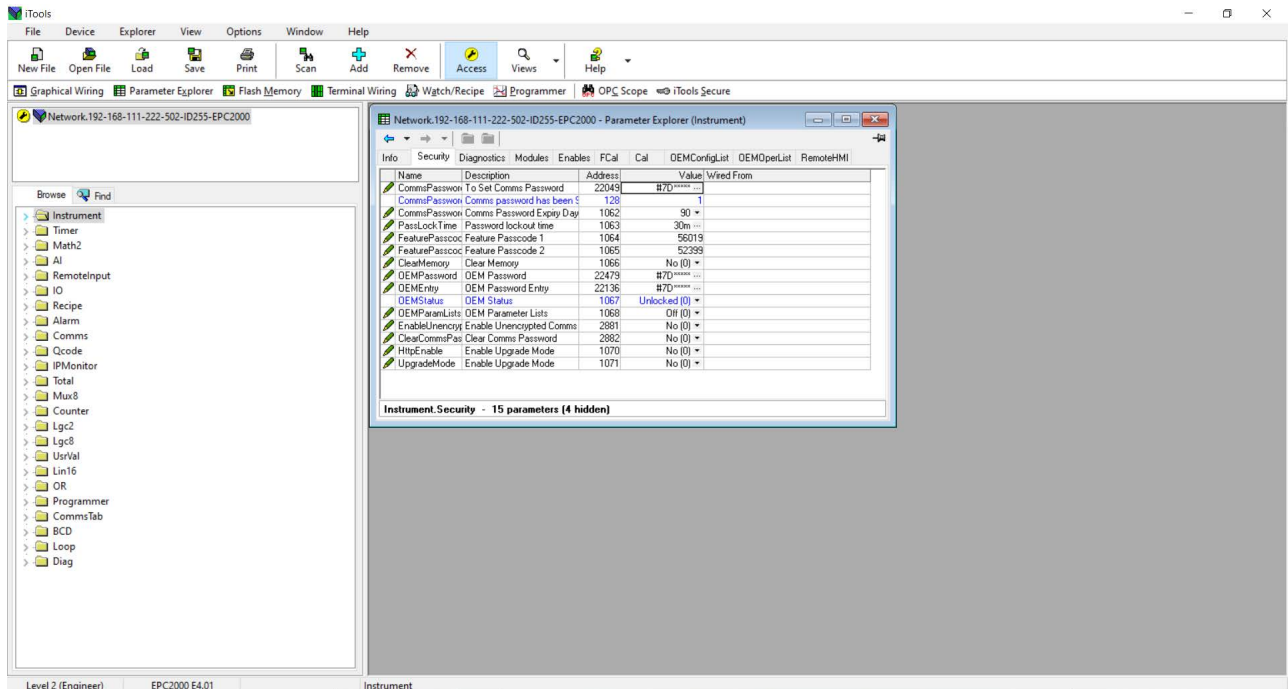 iTools
File Device Explorer View Options Window Help
New File Open File Load Save Print Scan Add Remove Access Views Help
Graphical Wiring Parameter Explorer Flash Memory Terminal Wiring Watch/Recipe Programmer OPC Scope iTools Secure
Network.192-168-111-222-502-ID255-EPC2000
Browse Find
Instrument
Timer
Math2
AI
RemoteInput
IO
Recipe
Alarm
Comms
Qcode
IPMonitor
Total
Mux8
Counter
Lgc2
Lgc8
UsrVal
Lin16
OR
Programmer
CommsTab
BCD
Loop
Diag
Network.192-168-111-222-502-ID255-EPC2000 - Parameter Explorer (Instrument)
Info Security Diagnostics Modules Enables FCal Cal OEMConfigList OEMOperList RemoteHMI
Name Description Address Value Wired From
CommsPasswor To Set Comms Password 22049 #7D***** ...
CommsPasswor Comms password has been S 128 1
CommsPasswor Comms Password Expiry Day 1062 90
PassLockTime Password lockout time 1063 30m ...
FeaturePasscoc Feature Passcode 1 1064 56019
FeaturePasscoc Feature Passcode 2 1065 52399
ClearMemory Clear Memory 1066 No (0)
OEMPassword OEM Password 22479 #7D***** ...
OEMEntry OEM Password Entry 22136 #7D***** ...
OEMStatus OEM Status 1067 Unlocked (0)
OEMParamLists OEM Parameter Lists 1068 Off (0)
EnableUnencryp Enable Unencrypted Comms 2881 No (0)
ClearCommsPas Clear Comms Password 2882 No (0)
HttpEnable Enable Upgrade Mode 1070 No (0)
UpgradeMode Enable Upgrade Mode 1071 No (0)
Instrument.Security - 15 parameters (4 hidden)
Level 2 (Engineer) EPC2000 E4.01 Instrument